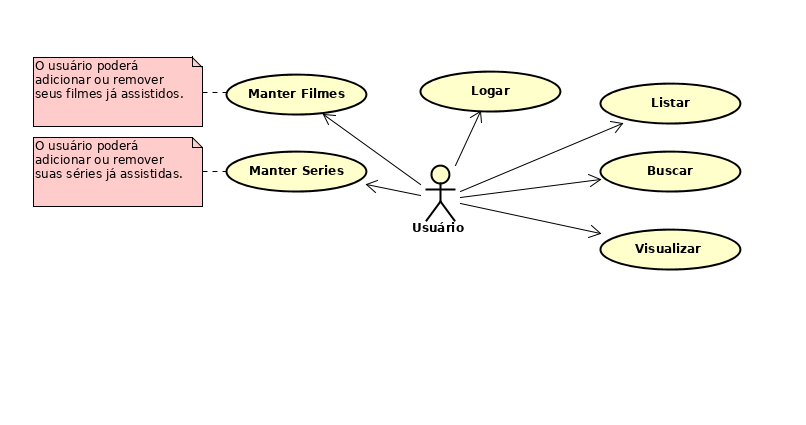 O usuário poderá
adicionar ou remover
seus filmes já assistidos.
Manter Filmes
Logar
Listar
O usuário poderá
adicionar ou remover
suas séries já assistidas.
Manter Series
Buscar
Usuário
Visualizar